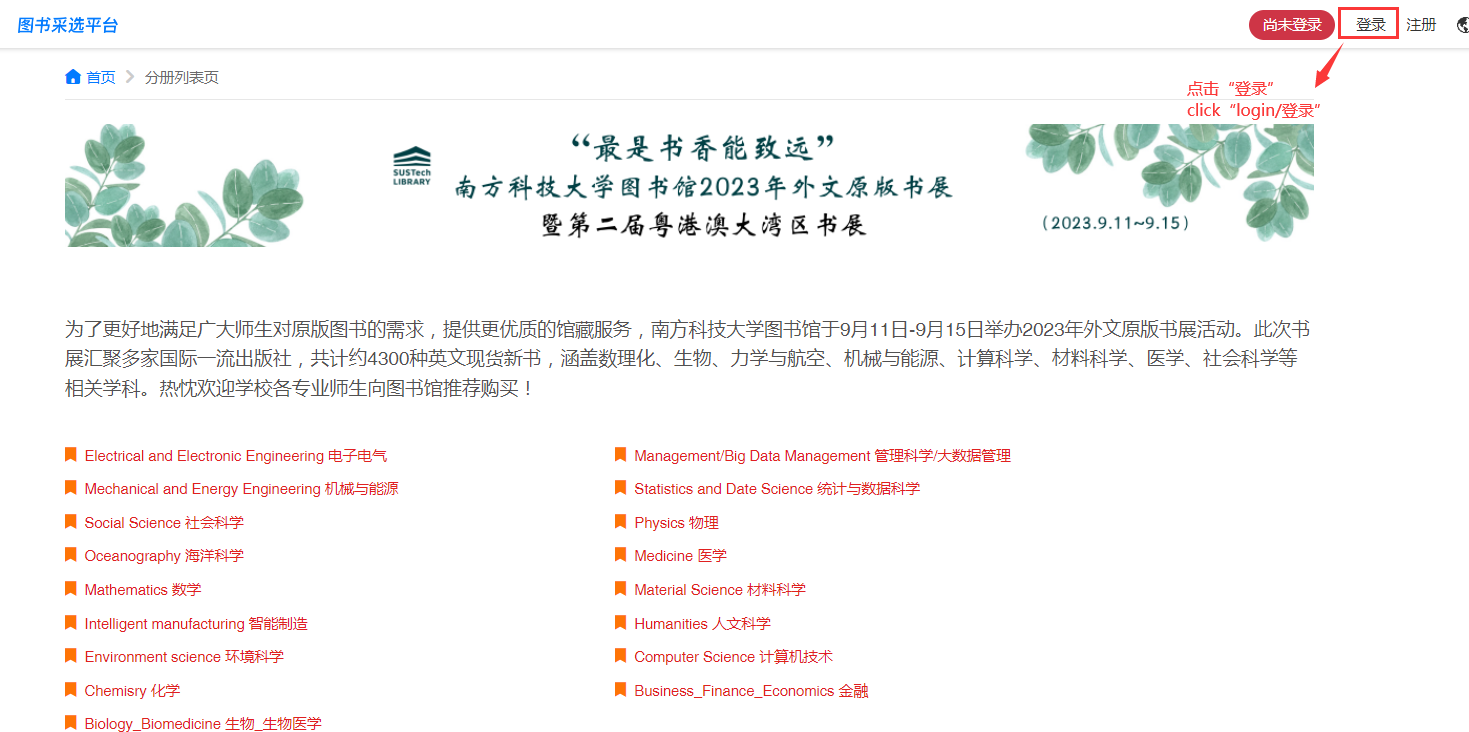 图书采选平台
尚未登录 登录 注册
首页 分册列表页
点击“登录”
click“login/登录”
“最是书香能致远”
SUSTech
LIBRARY
南方科技大学图书馆2023年外文原版书展
暨第二届粤港澳大湾区书展
(2023.9.11~9.15)
为了更好地满足广大师生对原版图书的需求，提供更优质的馆藏服务，南方科技大学图书馆于9月11日-9月15日举办2023年外文原版书展活动。此次书
展汇聚多家国际一流出版社，共计约4300种英文现货新书，涵盖数理化、生物、力学与航空、机械与能源、计算科学、材料科学、医学、社会科学等
相关学科。热忱欢迎学校各专业师生向图书馆推荐购买！
Electrical and Electronic Engineering 电子电气
Management/Big Data Management 管理科学/大数据管理
Mechanical and Energy Engineering 机械与能源
Statistics and Date Science 统计与数据科学
Social Science 社会科学
Physics 物理
Oceanography 海洋科学
Medicine 医学
Mathematics 数学
Material Science 材料科学
Intelligent manufacturing 智能制造
Humanities 人文科学
Environment science 环境科学
Computer Science 计算机技术
Chemisry 化学
Business_Finance_Economics 金融
Biology_Biomedicine 生物_生物医学